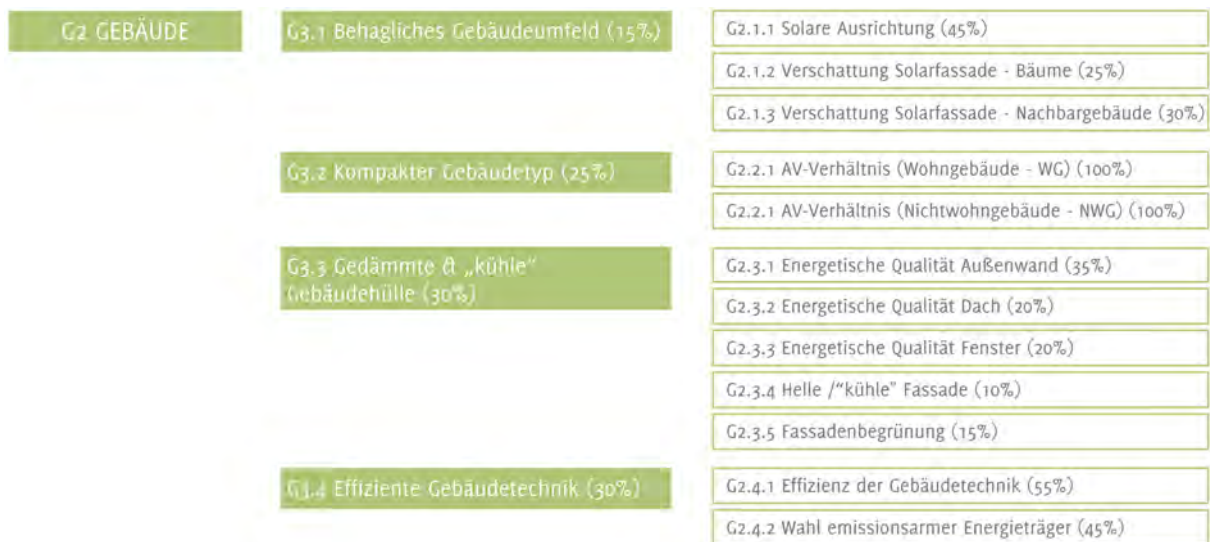 G2 GEBÄUDE
G3.1 Behagliches Gebäudeumfeld (15%)
G2.1.1 Solare Ausrichtung (45%)
G2.1.2 Verschattung Solarfassade - Bäume (25%)
G2.1.3 Verschattung Solarfassade - Nachbargebäude (30%)
G3.2 Kompakter Gebäudetyp (25%)
G2.2.1 AV-Verhältnis (Wohngebäude - WG) (100%)
G2.2.1 AV-Verhältnis (Nichtwohngebäude - NWG) (100%)
G3.3 Gedämmte & „kühle“
Gebäudehülle (30%)
G2.3.1 Energetische Qualität Außenwand (35%)
G2.3.2 Energetische Qualität Dach (20%)
G2.3.3 Energetische Qualität Fenster (20%)
G2.3.4 Helle /“kühle” Fassade (10%)
G2.3.5 Fassadenbegrünung (15%)
G3.4 Effiziente Gebäudetechnik (30%)
G2.4.1 Effizienz der Gebäudetechnik (55%)
G2.4.2 Wahl emissionsarmer Energieträger (45%)